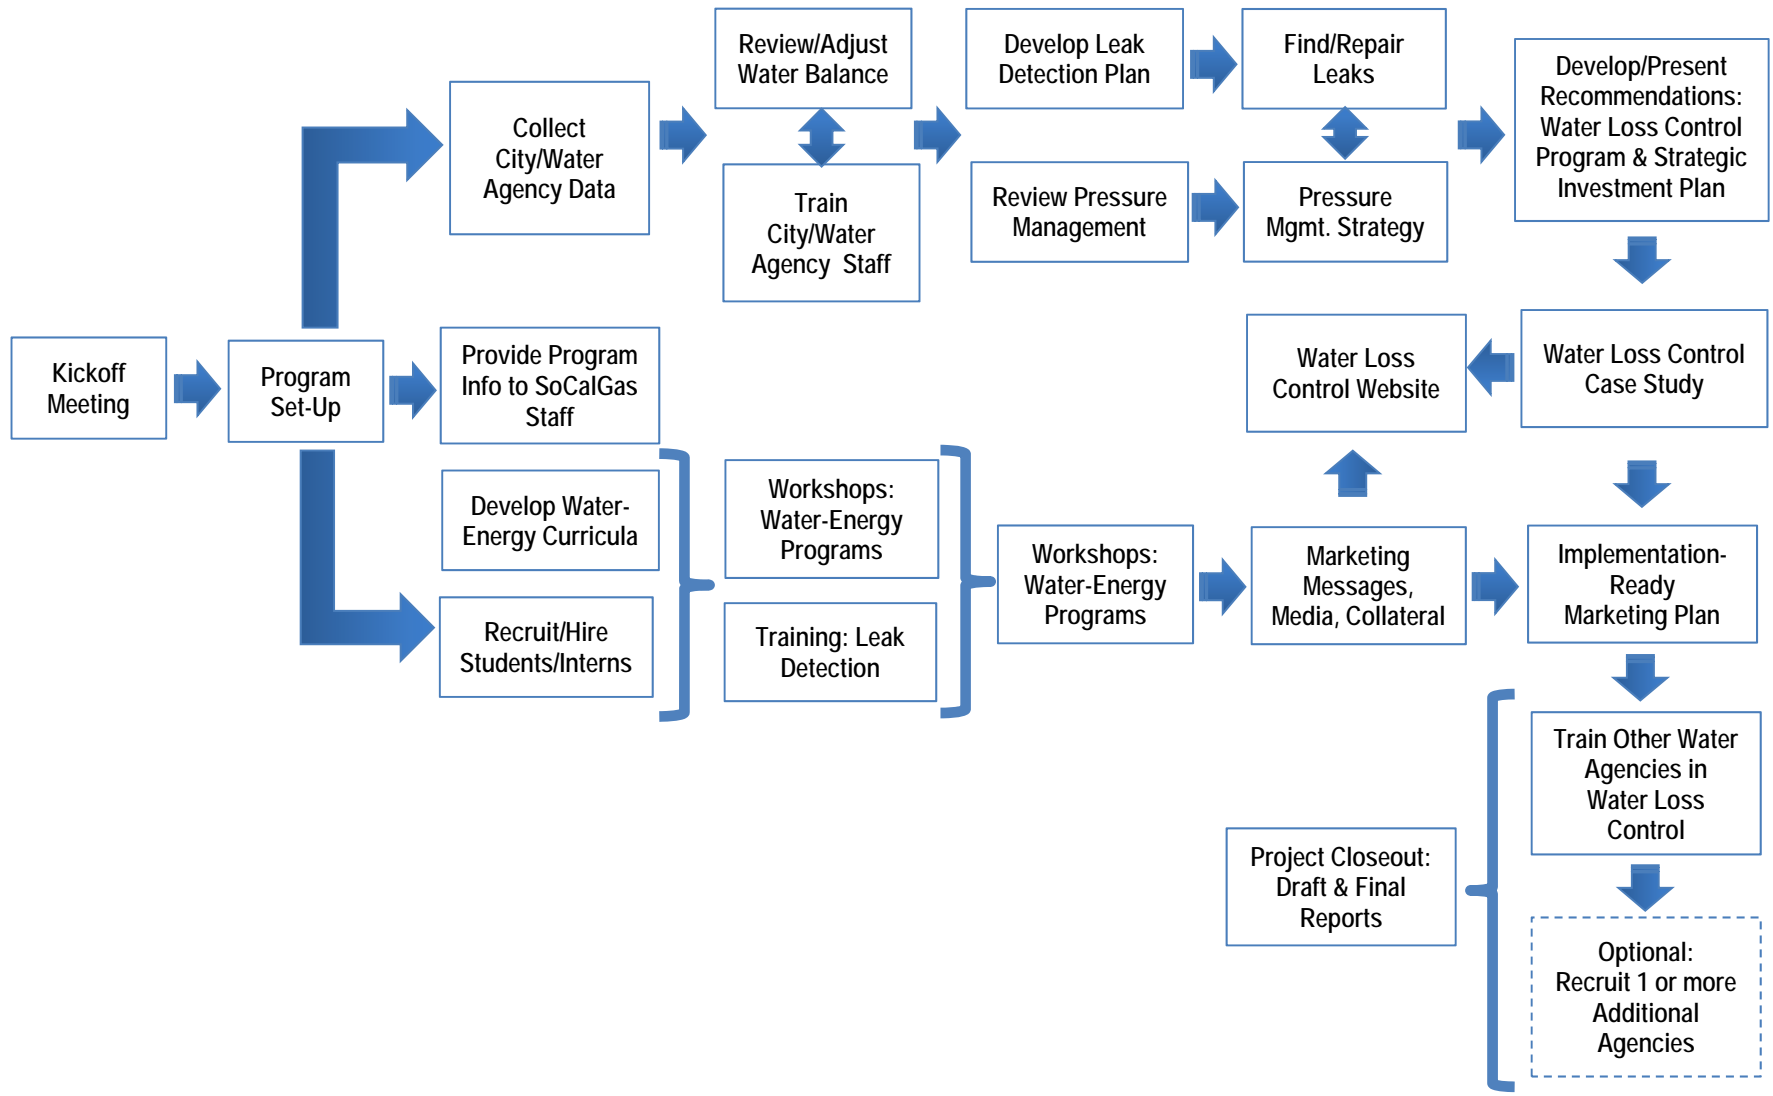 Review/Adjust
Water Balance
Develop Leak
Detection Plan
Find/Repair
Leaks
Develop/Present
Recommendations:
Water Loss Control
Program & Strategic
Investment Plan
Collect
City/Water
Agency Data
Train
City/Water
Agency Staff
Review Pressure
Management
Pressure
Mgmt. Strategy
Kickoff
Meeting
Program
Set-Up
Provide Program
Info to SoCalGas
Staff
Water Loss
Control Website
Water Loss Control
Case Study
Develop Water-
Energy Curricula
Workshops:
Water-Energy
Programs
Recruit/Hire
Students/Interns
Training: Leak
Detection
Workshops:
Water-Energy
Programs
Marketing
Messages,
Media, Collateral
Implementation-
Ready
Marketing Plan
Train Other Water
Agencies in
Water Loss
Control
Project Closeout:
Draft & Final
Reports
Optional:
Recruit 1 or more
Additional
Agencies